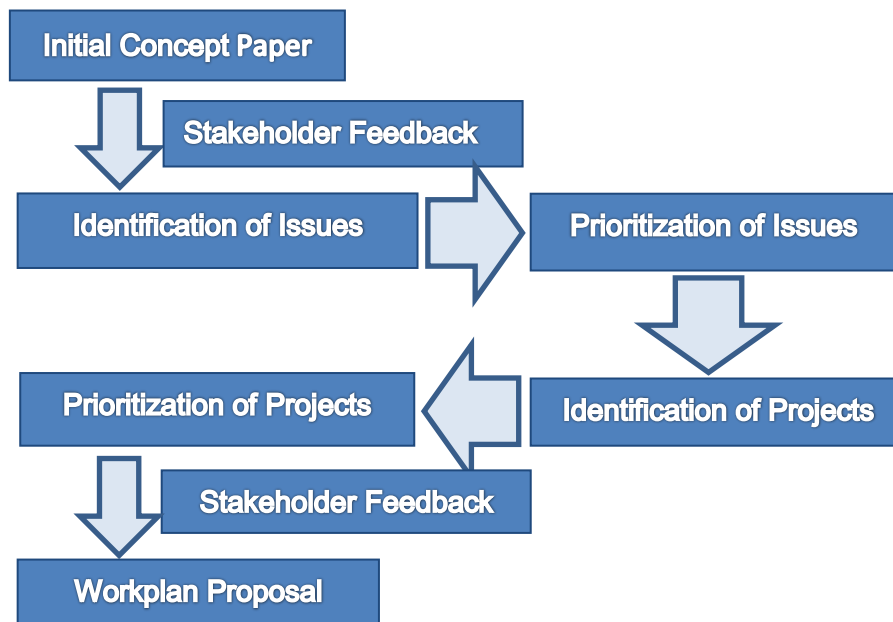 Initial Concept Paper
Stakeholder Feedback
Identification of Issues
Prioritization of Issues
Identification of Projects
Prioritization of Projects
Stakeholder Feedback
Workplan Proposal